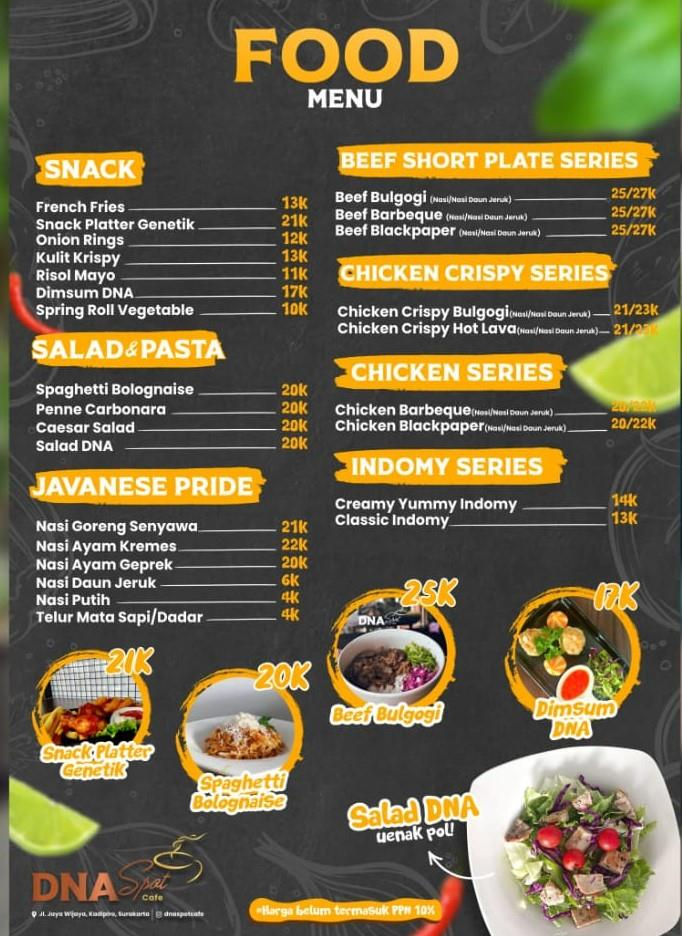 FOOD
MENU
SNACK
French Fries 13k
Snack Platter Genetik 21k
Onion Rings 12k
Kulit Krispy 13k
Risol Mayo 11k
Dimsum DNA 17k
Spring Roll Vegetable 10k
SALAD & PASTA
Spaghetti Bolognaise 20k
Penne Carbonara 20k
Caesar Salad 20k
Salad DNA 20k
JAVANESE PRIDE
Nasi Goreng Senyawa 21k
Nasi Ayam Kremes 22k
Nasi Ayam Geprek 20k
Nasi Daun Jeruk 6k
Nasi Putih 4k
Telur Mata Sapi/Dadar 4k
BEEF SHORT PLATE SERIES
Beef Bulgogi (Nasi/Nasi Daun Jeruk) 25/27k
Beef Barbeque (Nasi/Nasi Daun Jeruk) 25/27k
Beef Blackpaper (Nasi/Nasi Daun Jeruk) 25/27k
CHICKEN CRISPY SERIES
Chicken Crispy Bulgogi (Nasi/Nasi Daun Jeruk) 21/23k
Chicken Crispy Hot Lava (Nasi/Nasi Daun Jeruk)
CHICKEN SERIES
Chicken Barbeque (Nasi/Nasi Daun Jeruk)
Chicken Blackpaper (Nasi/Nasi Daun Jeruk) 20/22k
INDOMY SERIES
Creamy Yummy Indomy 14k
Classic Indomy 13k
21K
Snack Platter
Genetik
20K
Spaghetti
Bolognaise
25K
DNA
Beef Bulgogi
17K
Dimsum
DNA
Salad DNA
uenak pol!
DNA Spot
Cafe
Jl. Jaya Wijaya, Kadipiro, Surakarta dnaspotcafe
*Harga belum termasuk PPN 10%